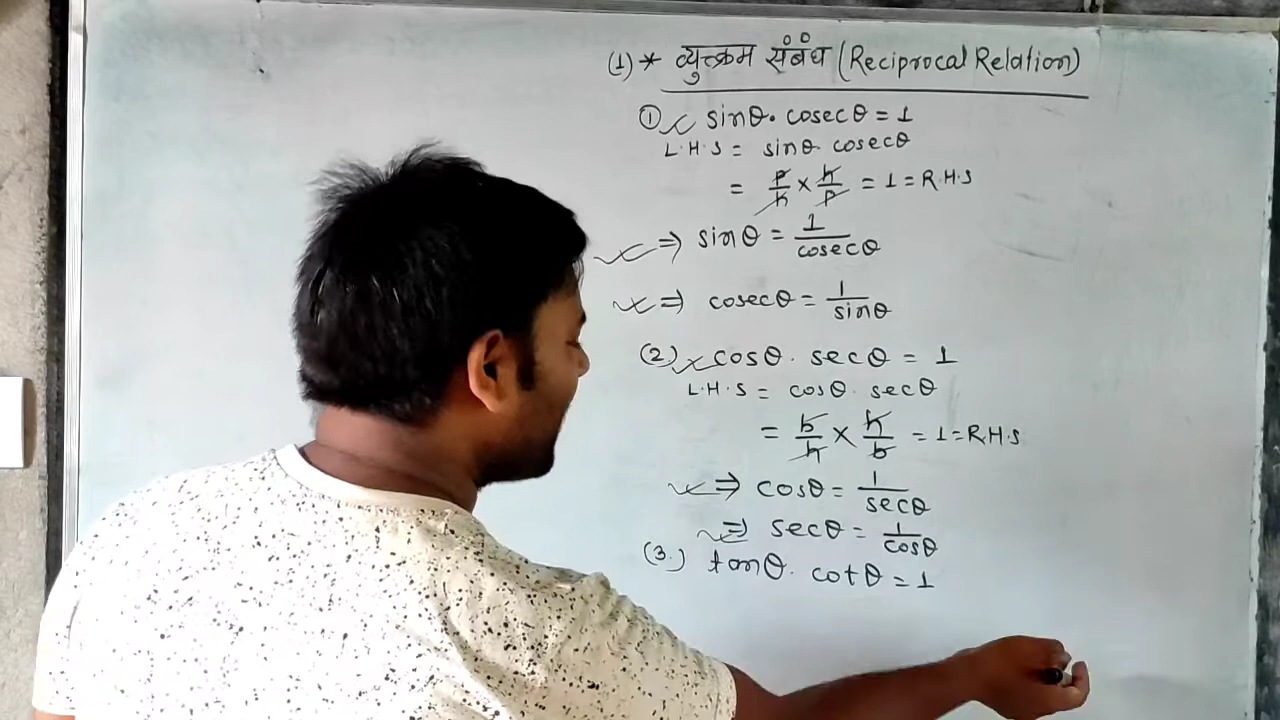 (1) * व्युत्क्रम संबंध (Reciprocal Relation)
① sinθ. cosecθ = 1
L.H.S = sinθ. cosecθ
= p/h × h/p = 1 = R.H.S
⇒ sinθ = 1/cosecθ
⇒ cosecθ = 1/sinθ
(2.) cosθ. secθ = 1
L.H.S = cosθ. secθ
= b/h × h/b = 1 = R.H.S
⇒ cosθ = 1/secθ
⇒ secθ = 1/cosθ
(3.) tanθ. cotθ = 1